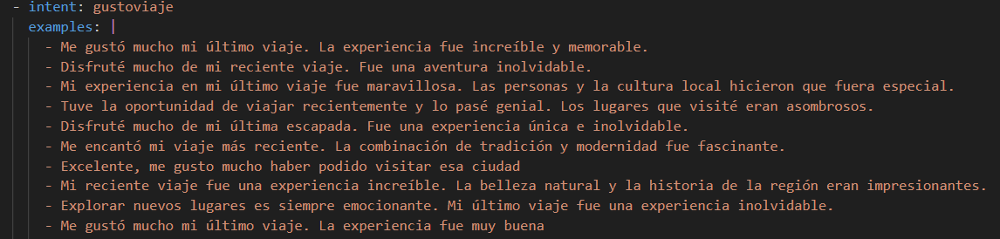 - intent: gustoviaje
examples: |
- Me gustó mucho mi último viaje. La experiencia fue increíble y memorable.
- Disfruté mucho de mi reciente viaje. Fue una aventura inolvidable.
- Mi experiencia en mi último viaje fue maravillosa. Las personas y la cultura local hicieron que fuera especial.
- Tuve la oportunidad de viajar recientemente y lo pasé genial. Los lugares que visité eran asombrosos.
- Disfruté mucho de mi última escapada. Fue una experiencia única e inolvidable.
- Me encantó mi viaje más reciente. La combinación de tradición y modernidad fue fascinante.
- Excelente, me gusto mucho haber podido visitar esa ciudad
- Mi reciente viaje fue una experiencia increíble. La belleza natural y la historia de la región eran impresionantes.
- Explorar nuevos lugares es siempre emocionante. Mi último viaje fue una experiencia inolvidable.
- Me gustó mucho mi último viaje. La experiencia fue muy buena